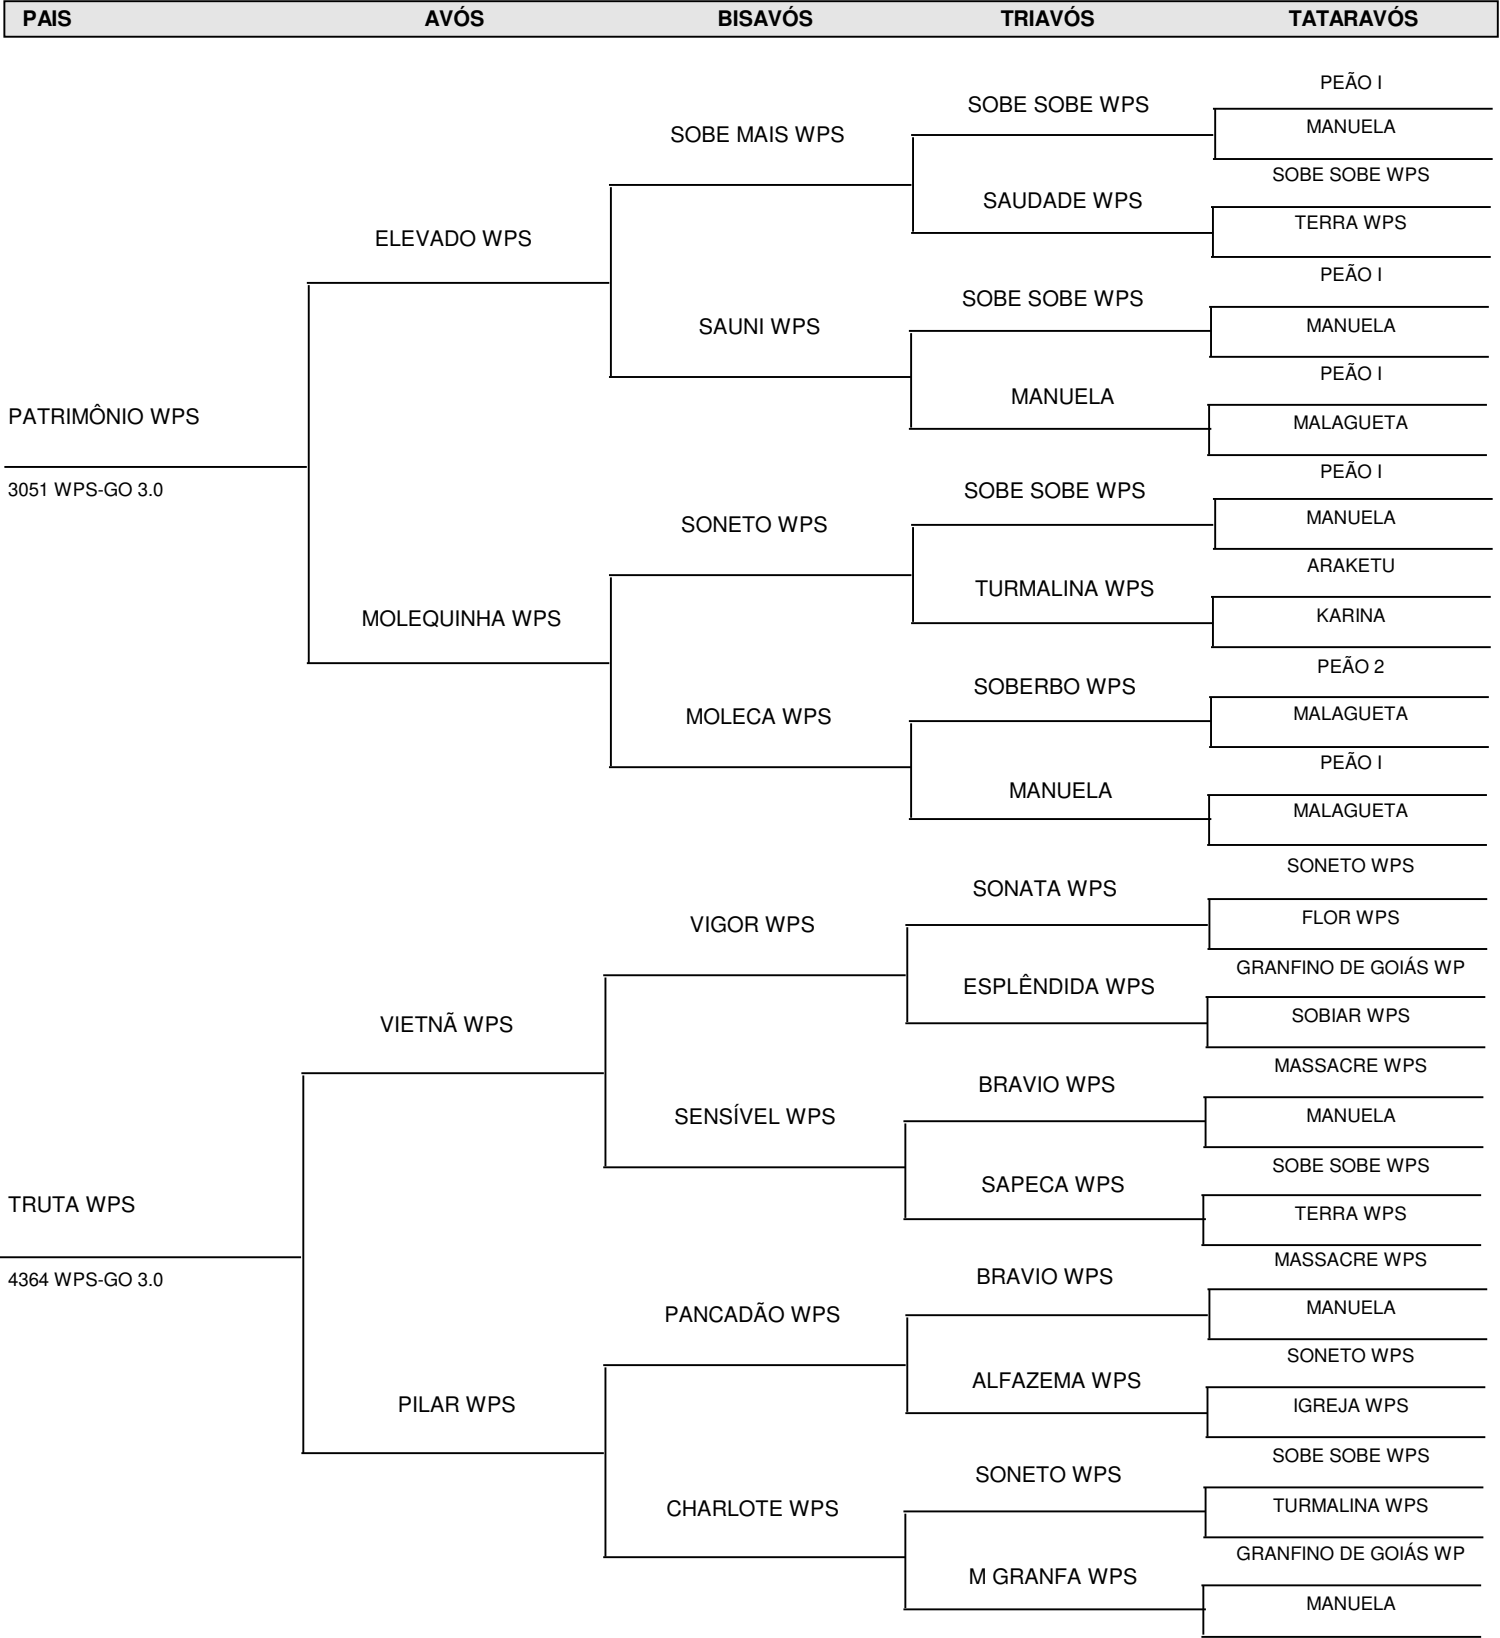 PAIS AVÓS BISAVÓS TRIAVÓS TATARAVÓS
PEÃO I
SOBE SOBE WPS
MANUELA
SOBE MAIS WPS
SOBE SOBE WPS
SAUDADE WPS
TERRA WPS
ELEVADO WPS
PEÃO I
SOBE SOBE WPS
MANUELA
SAUNI WPS
PEÃO I
MANUELA
MALAGUETA
PATRIMÔNIO WPS
3051 WPS-GO 3.0
PEÃO I
SOBE SOBE WPS
MANUELA
SONETO WPS
ARAKETU
TURMALINA WPS
KARINA
MOLEQUINHA WPS
PEÃO 2
SOBERBO WPS
MALAGUETA
MOLECA WPS
PEÃO I
MANUELA
MALAGUETA
SONETO WPS
SONATA WPS
FLOR WPS
VIGOR WPS
GRANFINO DE GOIÁS WP
ESPLÊNDIDA WPS
SOBIAR WPS
VIETNÃ WPS
MASSACRE WPS
BRAVIO WPS
MANUELA
SENSÍVEL WPS
SOBE SOBE WPS
SAPECA WPS
TERRA WPS
TRUTA WPS
4364 WPS-GO 3.0
MASSACRE WPS
BRAVIO WPS
MANUELA
PANCADÃO WPS
SONETO WPS
ALFAZEMA WPS
IGREJA WPS
PILAR WPS
SOBE SOBE WPS
SONETO WPS
TURMALINA WPS
CHARLOTE WPS
GRANFINO DE GOIÁS WP
M GRANFA WPS
MANUELA